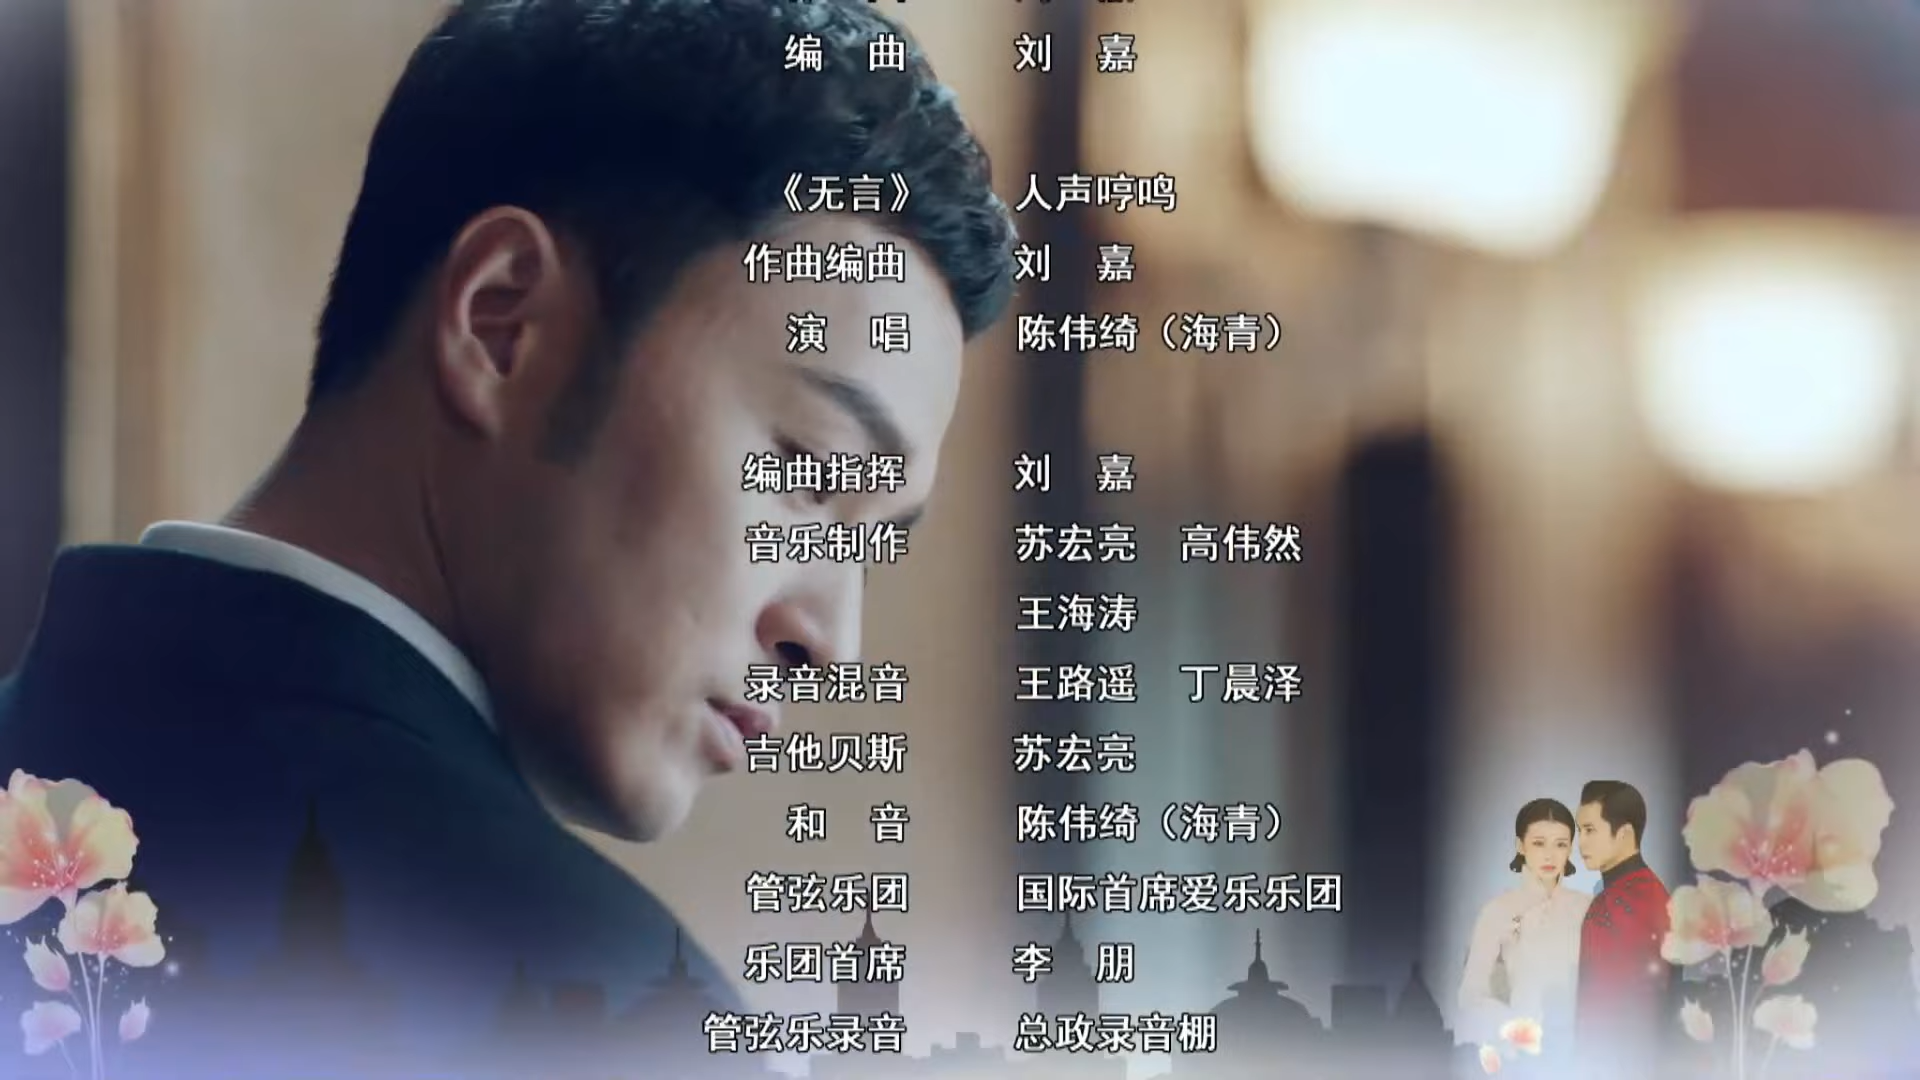 编 曲 刘 嘉
《无言》 人声哼鸣
作曲编曲 刘 嘉
演 唱 陈伟绮（海青）
编曲指挥 刘 嘉
音乐制作 苏宏亮 高伟然
王海涛
录音混音 王路遥 丁晨泽
吉他贝斯 苏宏亮
和 音 陈伟绮（海青）
管弦乐团 国际首席爱乐乐团
乐团首席 李 朋
管弦乐录音 总政录音棚